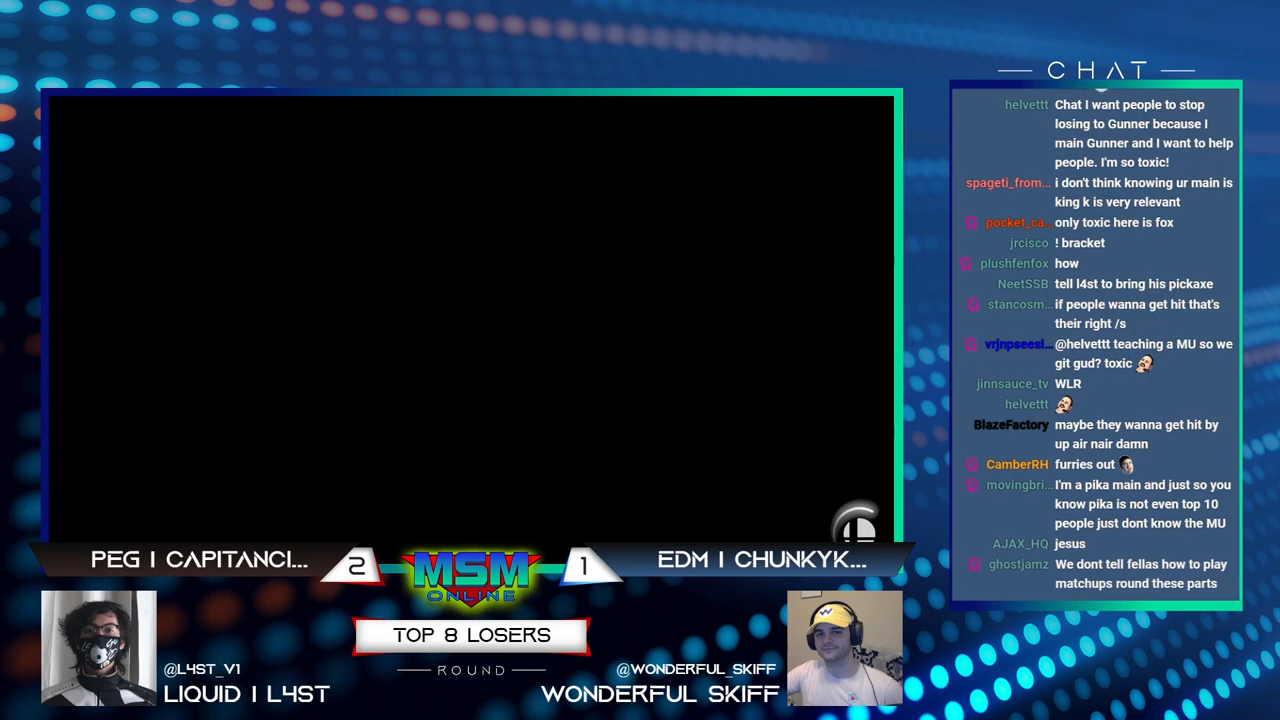 CHAT
helvettt Chat I want people to stop
losing to Gunner because I
main Gunner and I want to help
people. I'm so toxic!
spageti_from... i don't think knowing ur main is
king k is very relevant
pocket_ca... only toxic here is fox
jrcisco ! bracket
plushfenfox how
NeetSSB tell l4st to bring his pickaxe
stancosm... if people wanna get hit that's
their right /s
vrjnpseesi... @helvettt teaching a MU so we
git gud? toxic
jinnsauce_tv WLR
helvettt
BlazeFactory maybe they wanna get hit by
up air nair damn
CamberRH furries out
movingbri... I'm a pika main and just so you
know pika is not even top 10
people just dont know the MU
AJAX_HQ jesus
ghostjamz We dont tell fellas how to play
matchups round these parts
PEG | CAPITANCI... 2
MSM
ONLINE
1 EDM | CHUNKYK...
TOP 8 LOSERS
ROUND
@L4ST_V1
LIQUID | L4ST
@WONDERFUL_SKIFF
WONDERFUL SKIFF